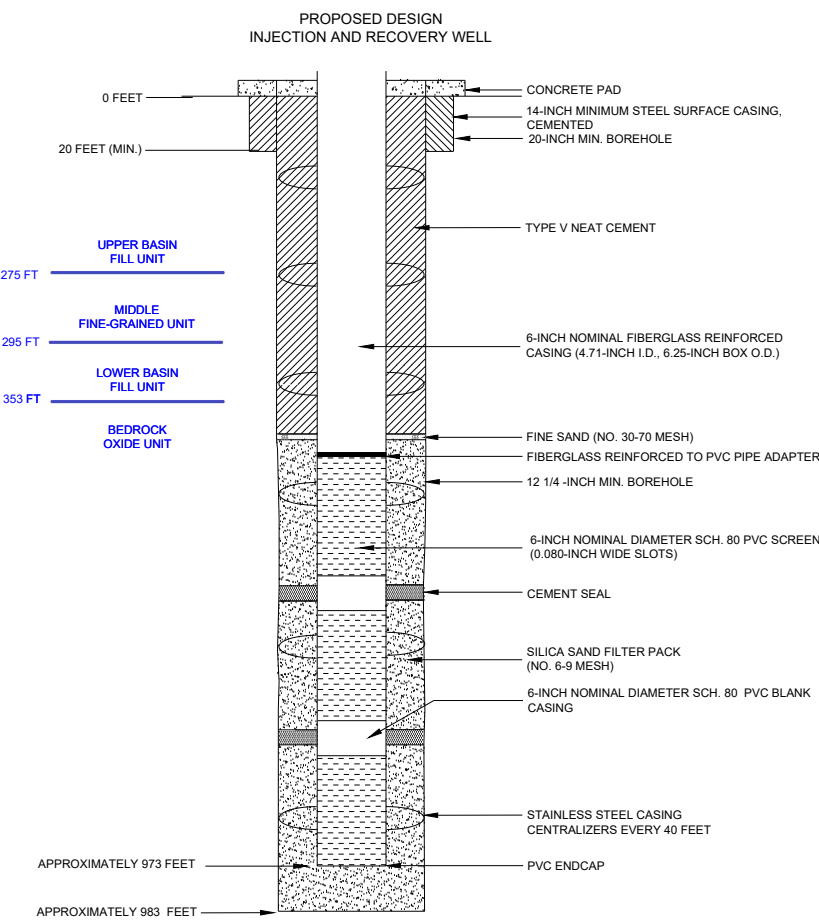 PROPOSED DESIGN
INJECTION AND RECOVERY WELL
CONCRETE PAD
0 FEET
14-INCH MINIMUM STEEL SURFACE CASING,
CEMENTED
20-INCH MIN. BOREHOLE
20 FEET (MIN.)
TYPE V NEAT CEMENT
UPPER BASIN
FILL UNIT
275 FT
MIDDLE
FINE-GRAINED UNIT
295 FT
6-INCH NOMINAL FIBERGLASS REINFORCED
CASING (4.71-INCH I.D., 6.25-INCH BOX O.D.)
LOWER BASIN
FILL UNIT
353 FT
BEDROCK
OXIDE UNIT
FINE SAND (NO. 30-70 MESH)
FIBERGLASS REINFORCED TO PVC PIPE ADAPTER
12 1/4 -INCH MIN. BOREHOLE
6-INCH NOMINAL DIAMETER SCH. 80 PVC SCREEN
(0.080-INCH WIDE SLOTS)
CEMENT SEAL
SILICA SAND FILTER PACK
(NO. 6-9 MESH)
6-INCH NOMINAL DIAMETER SCH. 80 PVC BLANK
CASING
STAINLESS STEEL CASING
CENTRALIZERS EVERY 40 FEET
APPROXIMATELY 973 FEET
PVC ENDCAP
APPROXIMATELY 983 FEET